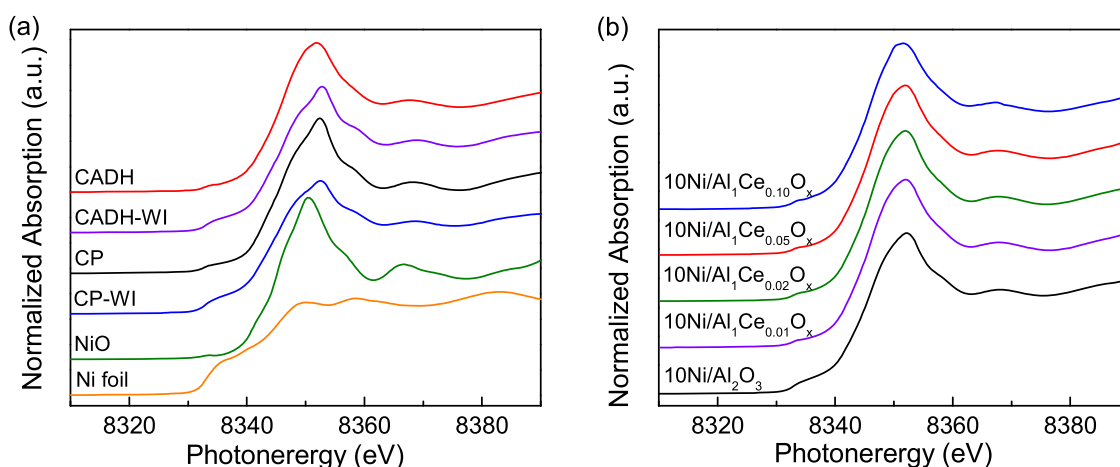 (a)
Normalized Absorption (a.u.)
CADH
CADH-WI
CP
CP-WI
NiO
Ni foil
8320 8340 8360 8380
Photonerergy (eV)
(b)
Normalized Absorption (a.u.)
10Ni/Al₁Ce₀.₁₀Oₓ
10Ni/Al₁Ce₀.₀₅Oₓ
10Ni/Al₁Ce₀.₀₂Oₓ
10Ni/Al₁Ce₀.₀₁Oₓ
10Ni/Al₂O₃
8320 8340 8360 8380
Photonerergy (eV)